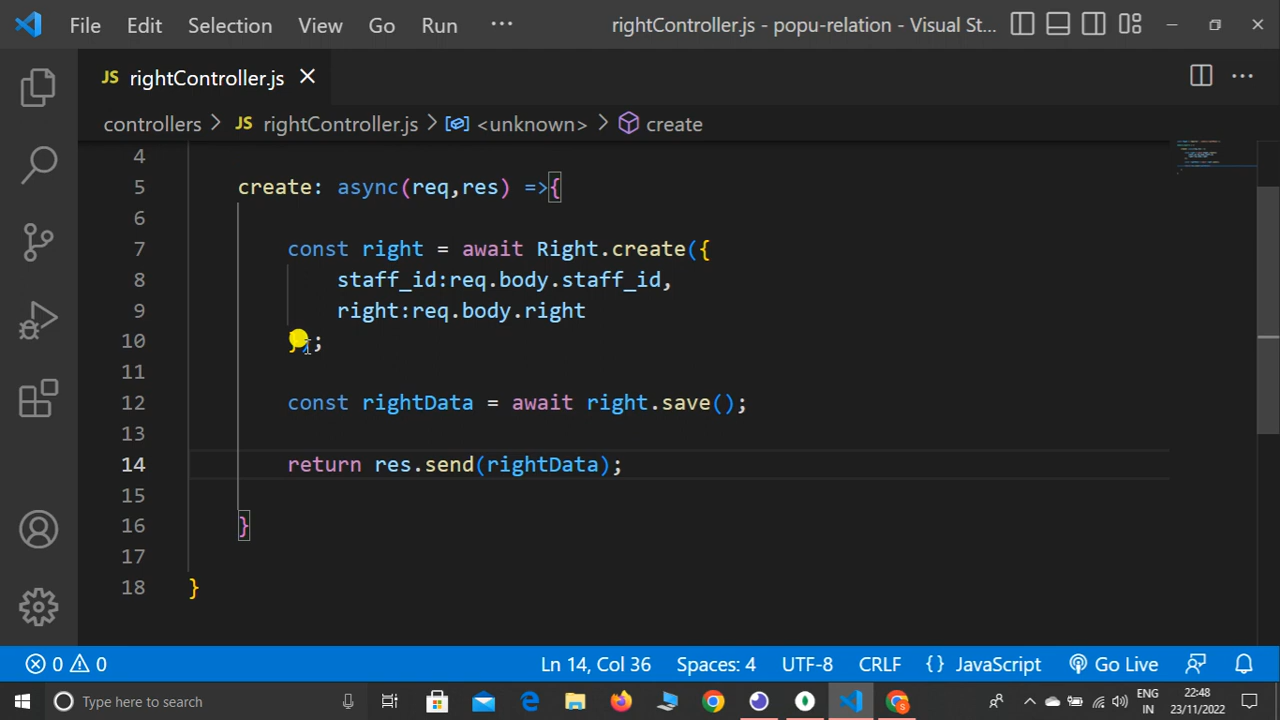 File Edit Selection View Go Run ··· rightController.js - popu-relation - Visual St...
JS rightController.js
controllers > JS rightController.js > <unknown> > create
4
5 create: async(req,res) =>{
6
7 const right = await Right.create({
8 staff_id:req.body.staff_id,
9 right:req.body.right
10 });
11
12 const rightData = await right.save();
13
14 return res.send(rightData);
15
16 }
17
18 }
0 0 Ln 14, Col 36 Spaces: 4 UTF-8 CRLF {} JavaScript Go Live
Type here to search ENG IN 22:48 23/11/2022